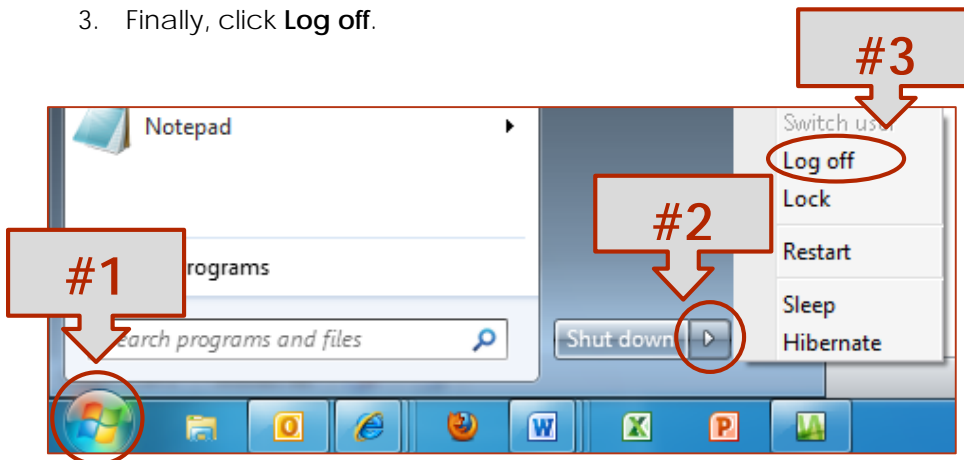 3. Finally, click Log off.
#3
Notepad
Switch user
Log off
Lock
#2
Restart
#1
rograms
Sleep
earch programs and files
Shut down
Hibernate